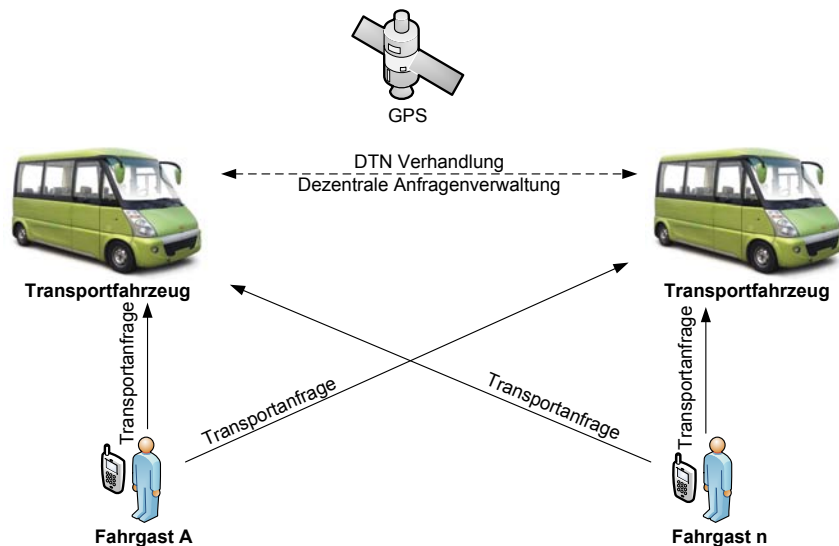 GPS
DTN Verhandlung
Dezentrale Anfragenverwaltung
Transportfahrzeug
Transportfahrzeug
Transportanfrage
Transportanfrage
Transportanfrage
Transportanfrage
Fahrgast A
Fahrgast n